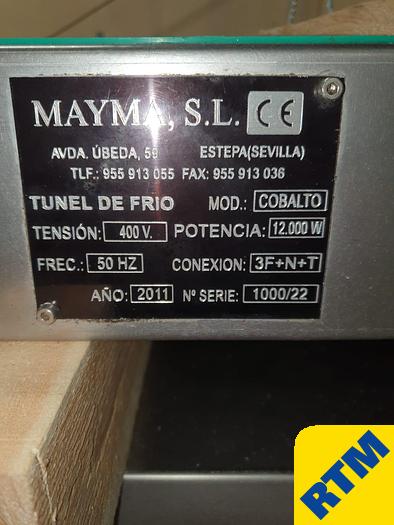 MAYMA, S.L. CE
AVDA. ÚBEDA, 59 ESTEPA(SEVILLA)
TLF.: 955 913 055 FAX: 955 913 036
TUNEL DE FRIO MOD.: COBALTO
TENSIÓN: 400 V. POTENCIA: 12.000 W
FREC.: 50 HZ CONEXION: 3F+N+T
AÑO: 2011 Nº SERIE: 1000/22
RTM